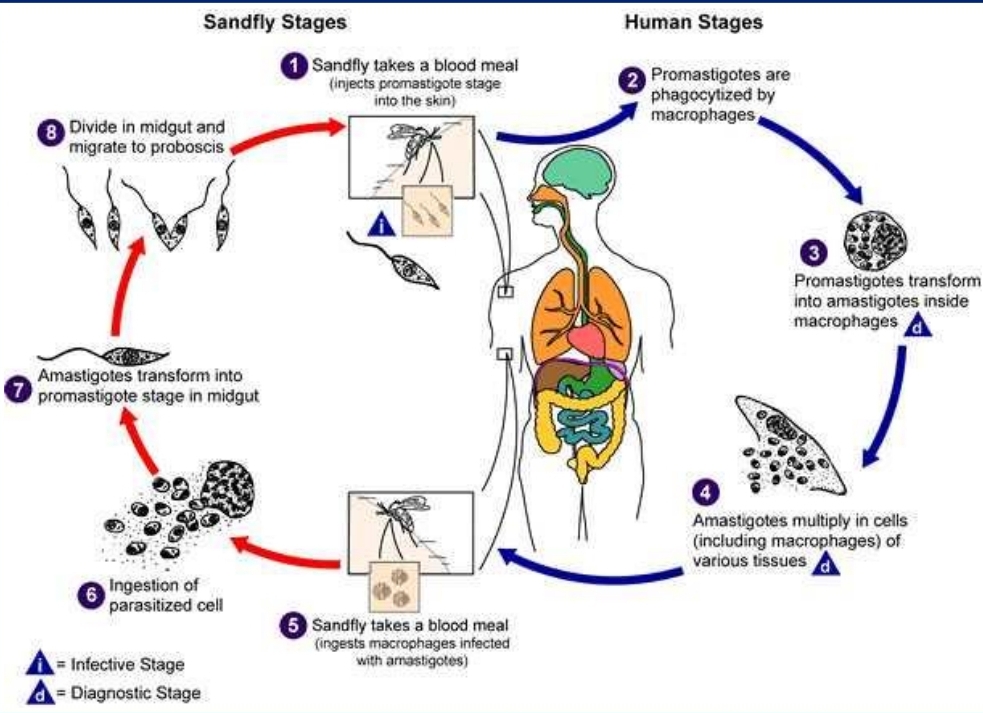 Sandfly Stages
Human Stages
1 Sandfly takes a blood meal
(injects promastigote stage
into the skin)
2 Promastigotes are
phagocytized by
macrophages
8 Divide in midgut and
migrate to proboscis
i
3
Promastigotes transform
into amastigotes inside
macrophages d
7 Amastigotes transform into
promastigote stage in midgut
4
Amastigotes multiply in cells
(including macrophages) of
various tissues d
6 Ingestion of
parasitized cell
5 Sandfly takes a blood meal
(ingests macrophages infected
with amastigotes)
i = Infective Stage
d = Diagnostic Stage